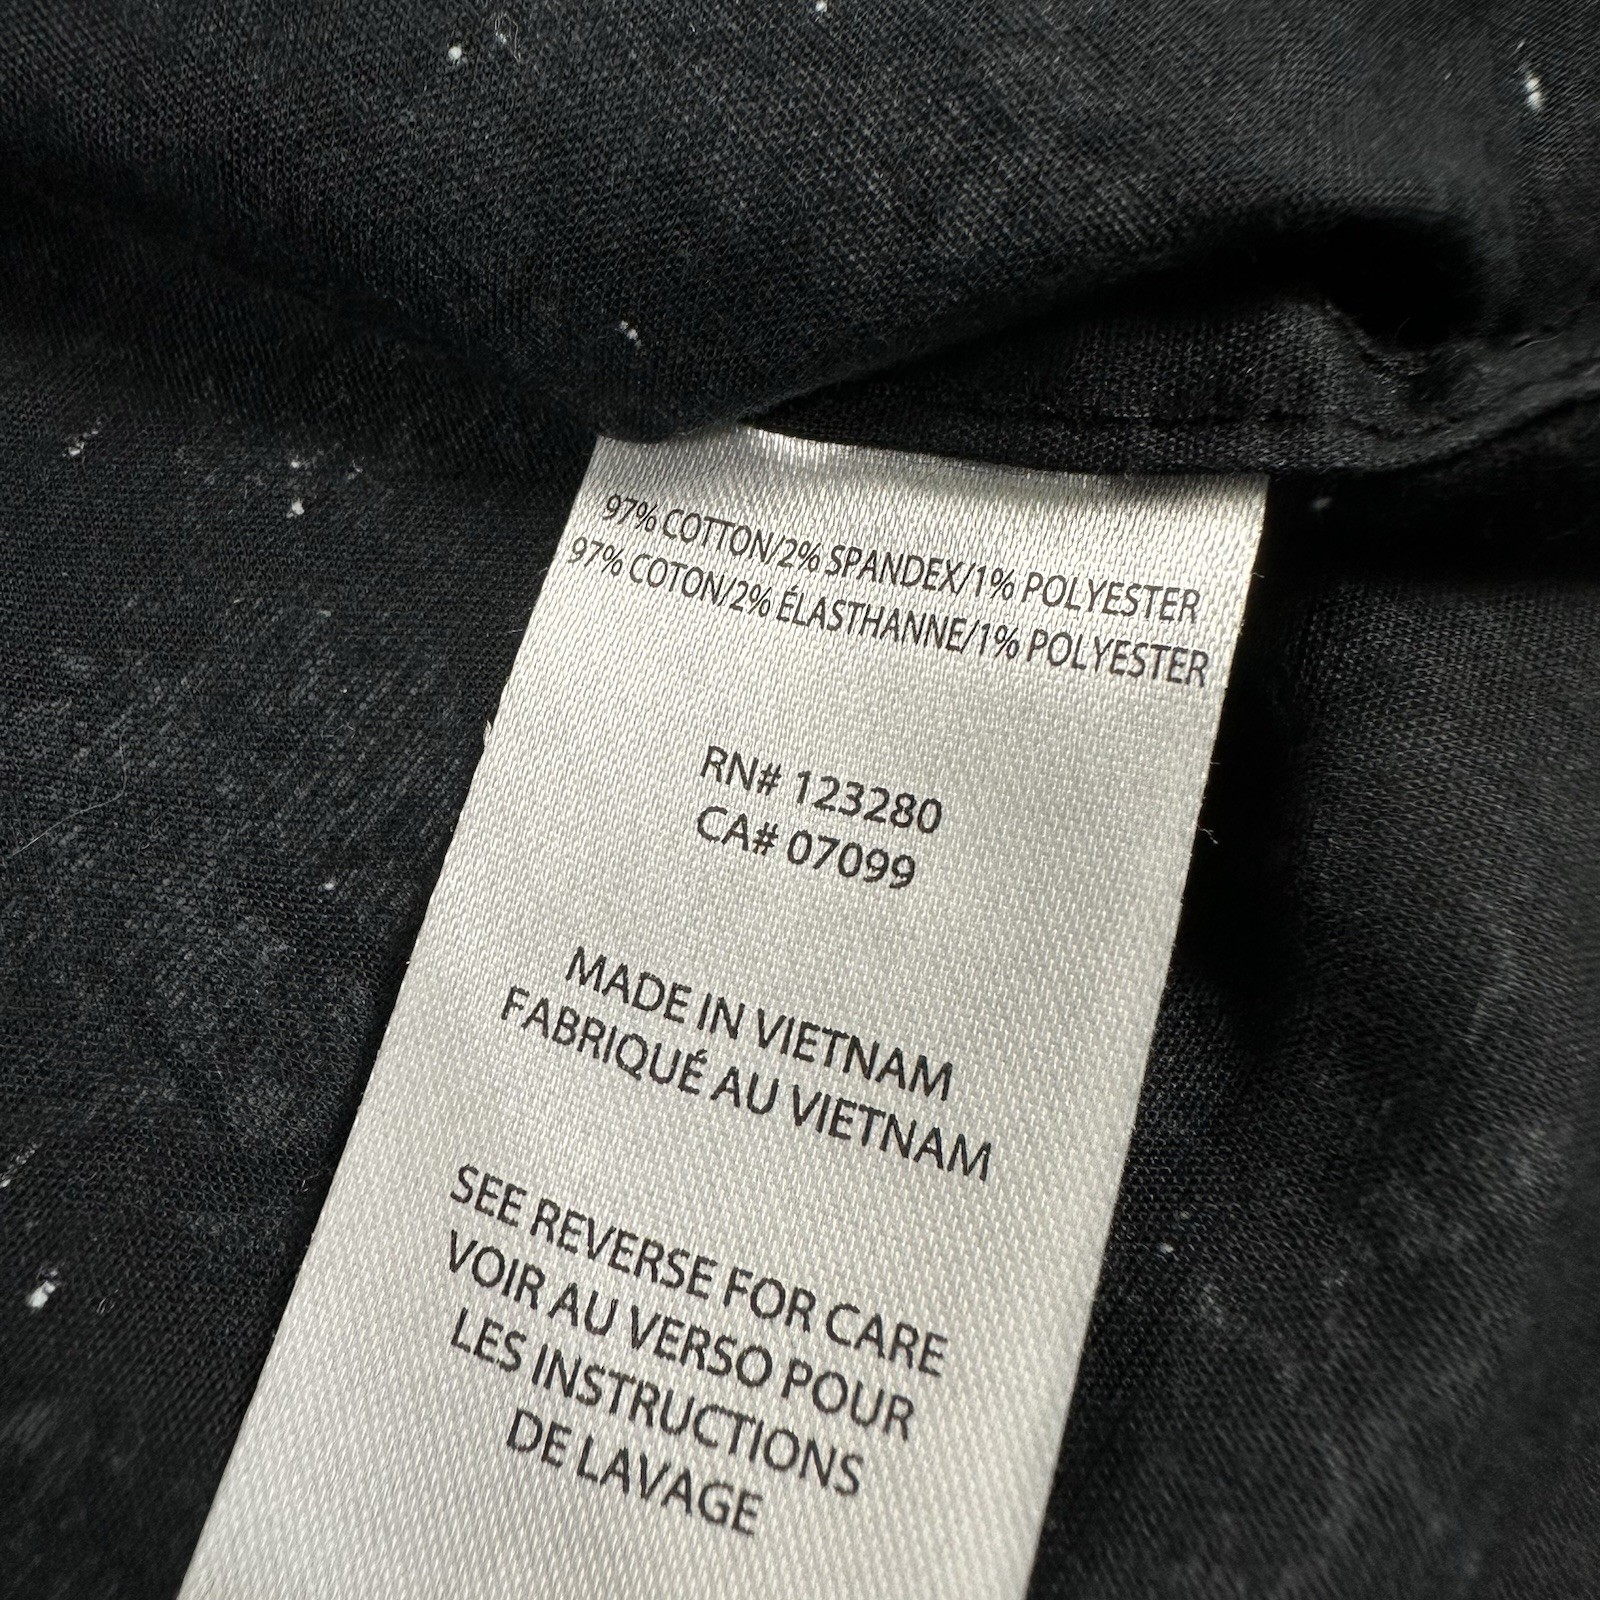 97% COTTON/2% SPANDEX/1% POLYESTER
97% COTON/2% ÉLASTHANNE/1% POLYESTER
RN# 123280
CA# 07099
MADE IN VIETNAM
FABRIQUÉ AU VIETNAM
SEE REVERSE FOR CARE
VOIR AU VERSO POUR
LES INSTRUCTIONS
DE LAVAGE